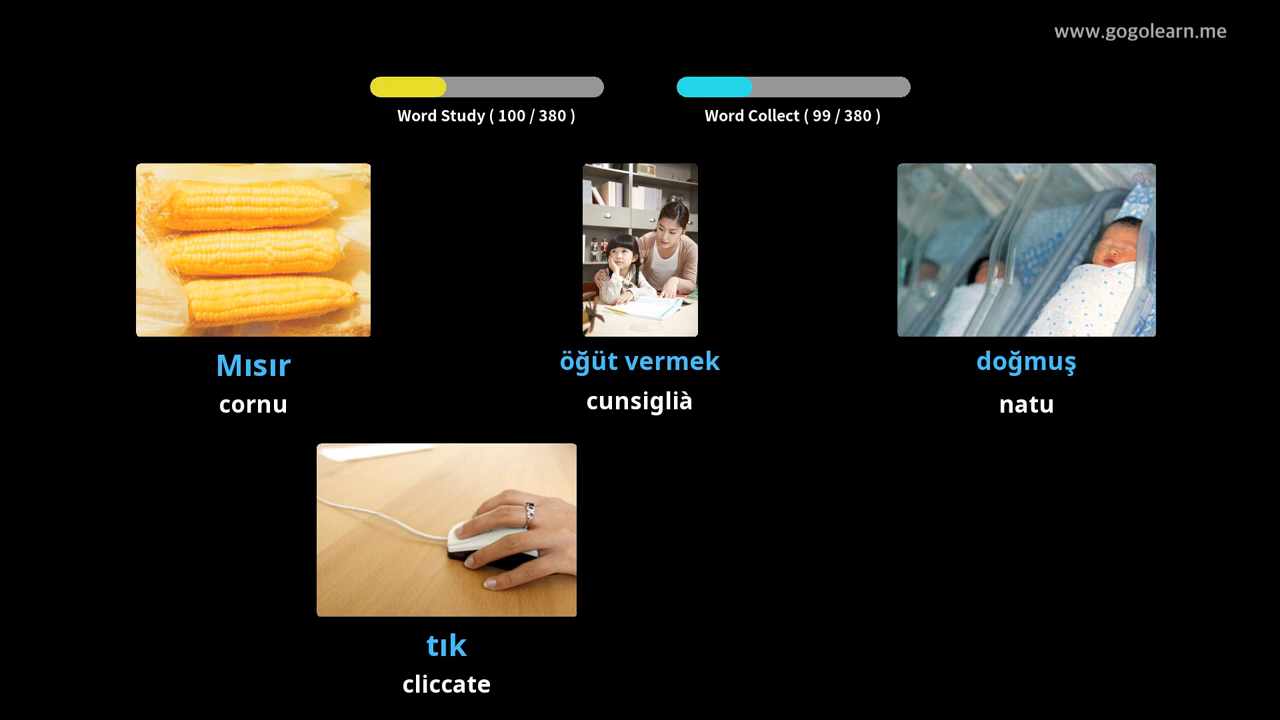 www.gogolearn.me
Word Study ( 100 / 380 )
Word Collect ( 99 / 380 )
Mısır
cornu
öğüt vermek
cunsiglià
doğmuş
natu
tık
cliccate